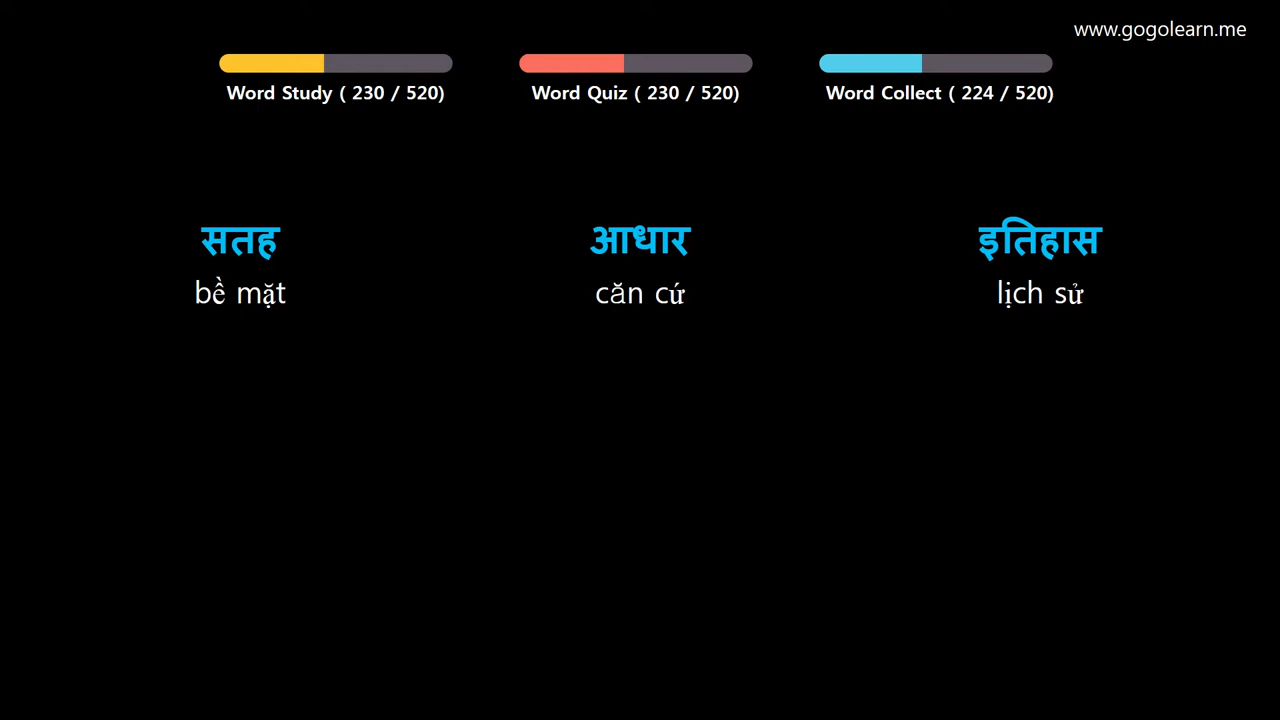 www.gogolearn.me
Word Study ( 230 / 520)
Word Quiz ( 230 / 520)
Word Collect ( 224 / 520)
सतह
bề mặt
आधार
căn cứ
इतिहास
lịch sử